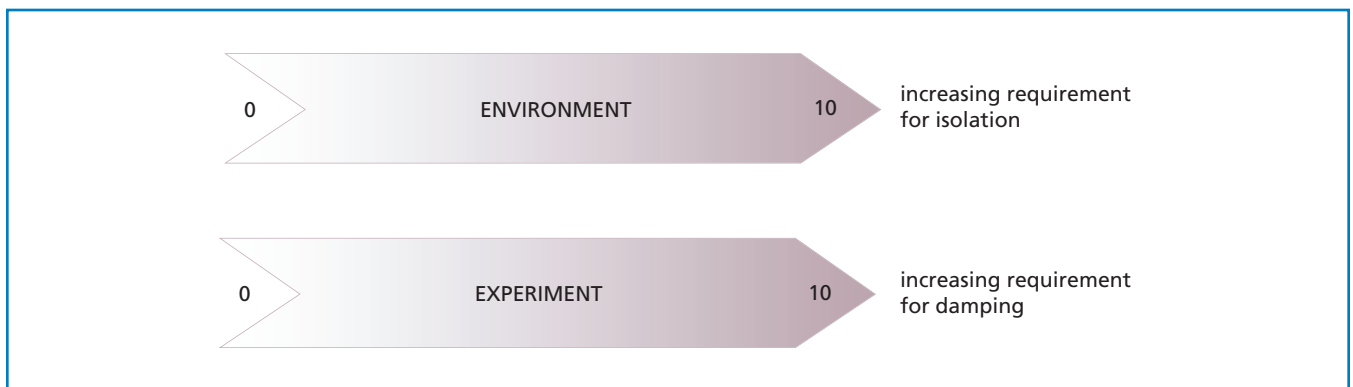 0 ENVIRONMENT 10
increasing requirement
for isolation
0 EXPERIMENT 10
increasing requirement
for damping